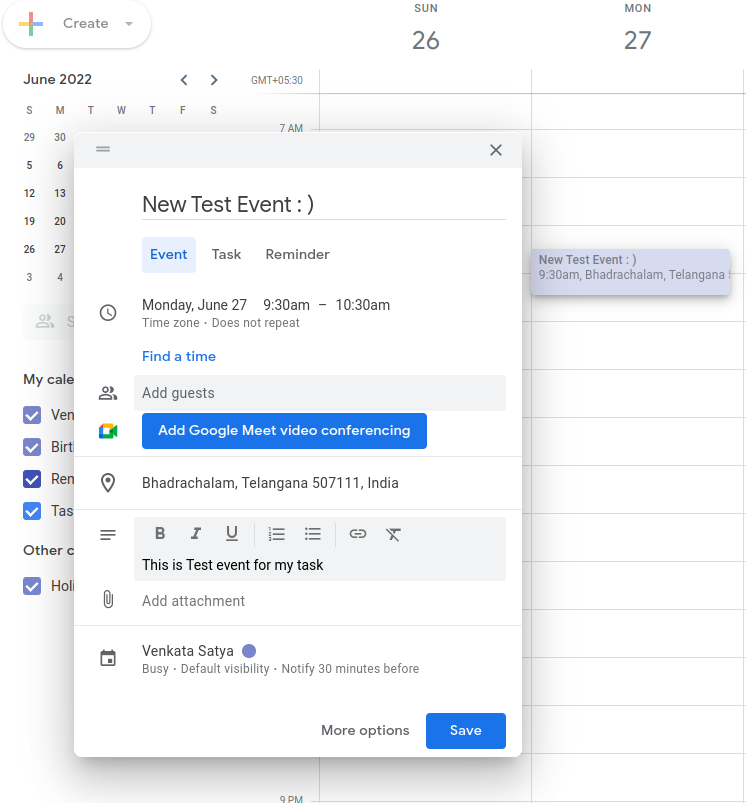 Create
SUN
MON
26
27
June 2022
GMT+05:30
S M T W T F S
29 30
7 AM
5 6
12 13
19 20
26 27
3 4
New Test Event : )
Event Task Reminder
Monday, June 27 9:30am – 10:30am
Time zone · Does not repeat
Find a time
Add guests
Add Google Meet video conferencing
Bhadrachalam, Telangana 507111, India
B I U
This is Test event for my task
Add attachment
Venkata Satya
Busy · Default visibility · Notify 30 minutes before
More options Save
New Test Event : )
9:30am, Bhadrachalam, Telangana
S
My cale
Ven
Birt
Rem
Tas
Other c
Holi
9 PM